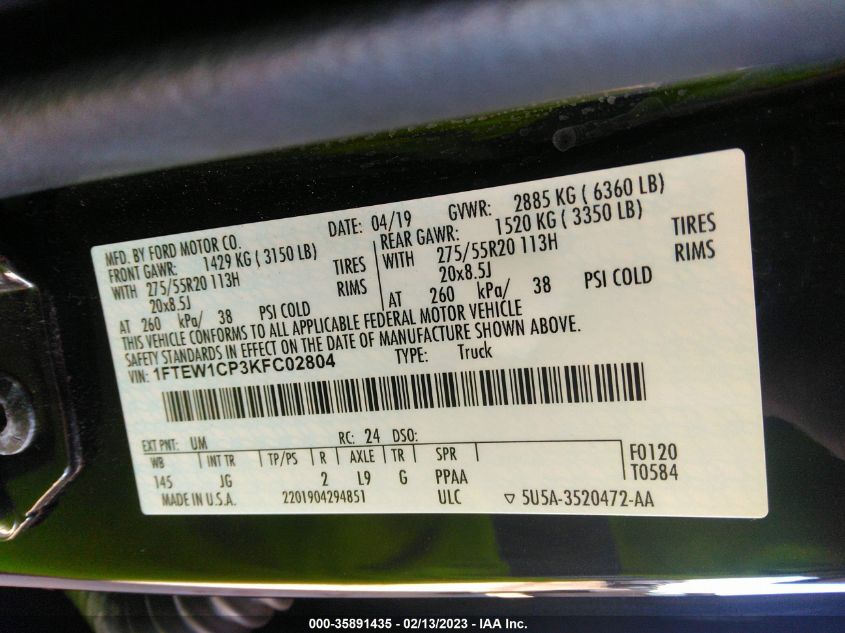 MFD. BY FORD MOTOR CO.
DATE: 04/19
GVWR: 2885 KG ( 6360 LB)
FRONT GAWR: 1429 KG ( 3150 LB)
WITH 275/55R20 113H TIRES
20x8.5J RIMS
AT 260 kPa/ 38 PSI COLD
REAR GAWR: 1520 KG ( 3350 LB)
WITH 275/55R20 113H TIRES
20x8.5J RIMS
AT 260 kPa/ 38 PSI COLD
THIS VEHICLE CONFORMS TO ALL APPLICABLE FEDERAL MOTOR VEHICLE
SAFETY STANDARDS IN EFFECT ON THE DATE OF MANUFACTURE SHOWN ABOVE.
VIN: 1FTEW1CP3KFC02804 TYPE: Truck
EXT PNT: UM RC: 24 DSO:
WB INT TR TP/PS R AXLE TR SPR F0120
145 JG 2 L9 G PPAA T0584
MADE IN U.S.A. 2201904294851 ULC ▽ 5U5A-3520472-AA
000-35891435 - 02/13/2023 - IAA Inc.